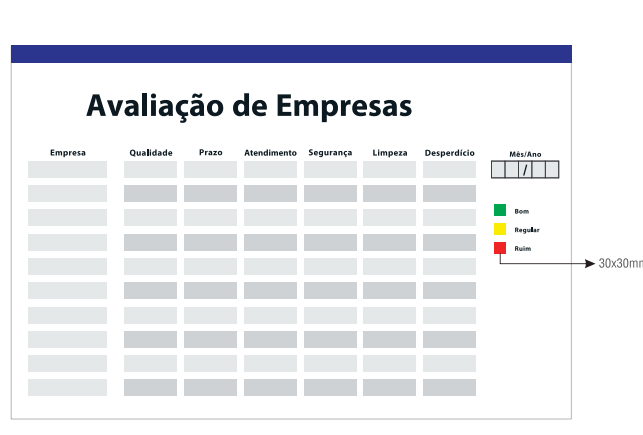 Avaliação de Empresas
Empresa Qualidade Prazo Atendimento Segurança Limpeza Desperdício Mês/Ano
/
Bom
Regular
Ruim
30x30mm